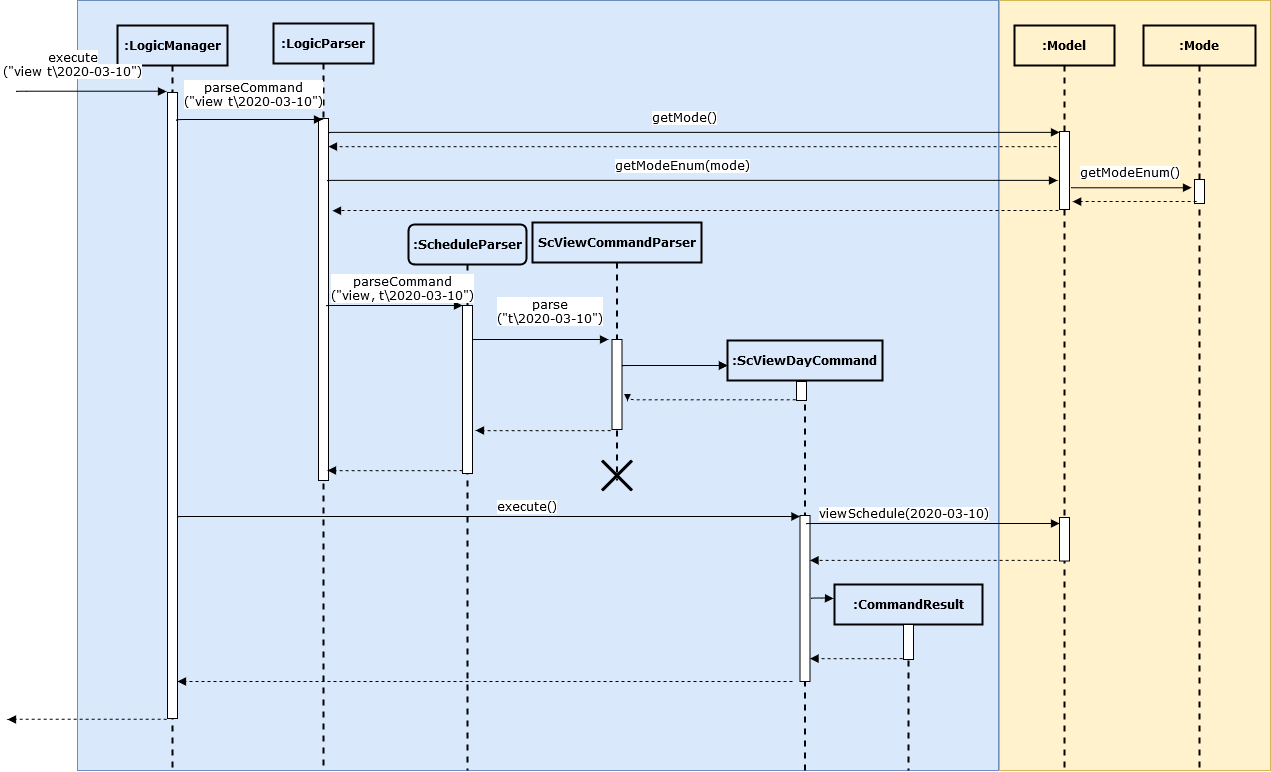 :LogicManager
:LogicParser
:Model
:Mode
execute
("view t\2020-03-10")
parseCommand
("view t\2020-03-10")
getMode()
getModeEnum(mode)
getModeEnum()
:ScheduleParser
ScViewCommandParser
parseCommand
("view, t\2020-03-10")
parse
("t\2020-03-10")
:ScViewDayCommand
execute()
viewSchedule(2020-03-10)
:CommandResult